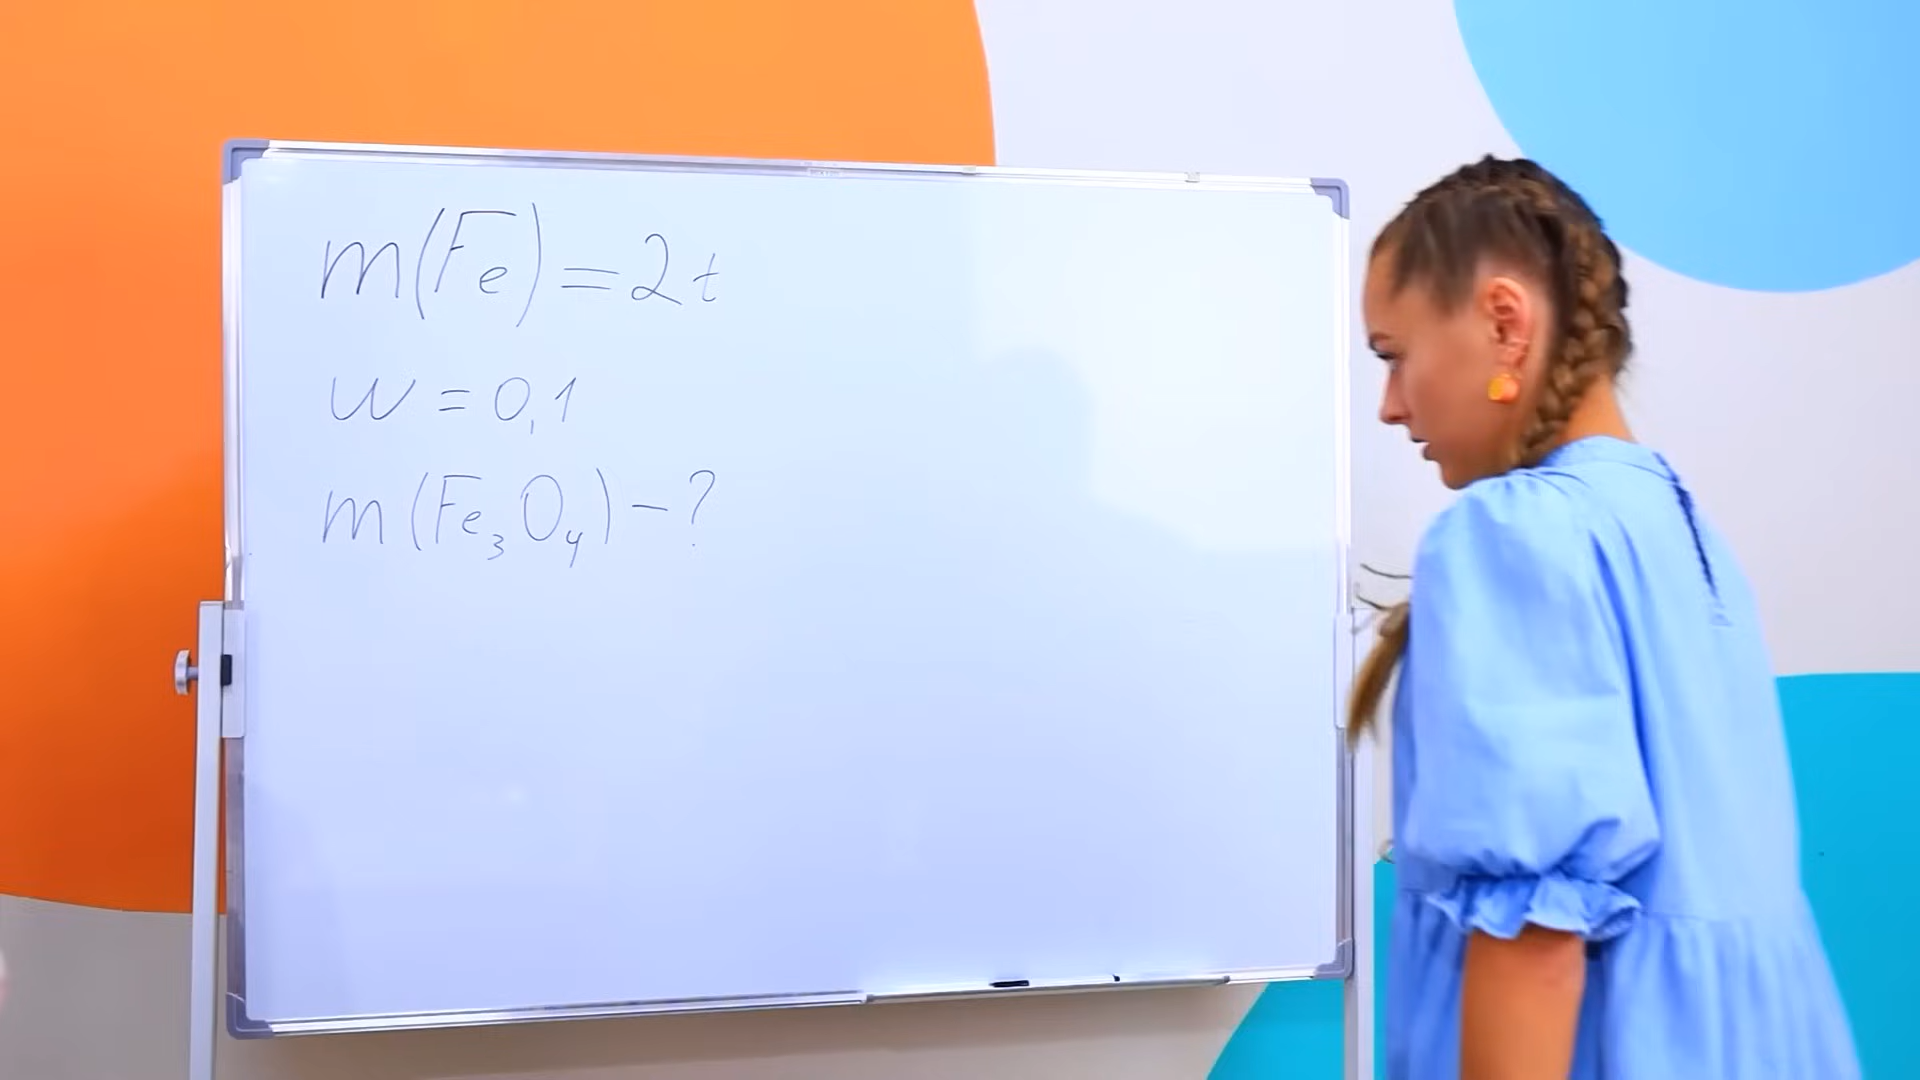 m(Fe) = 2t
w = 0,1
m(Fe₃O₄) - ?